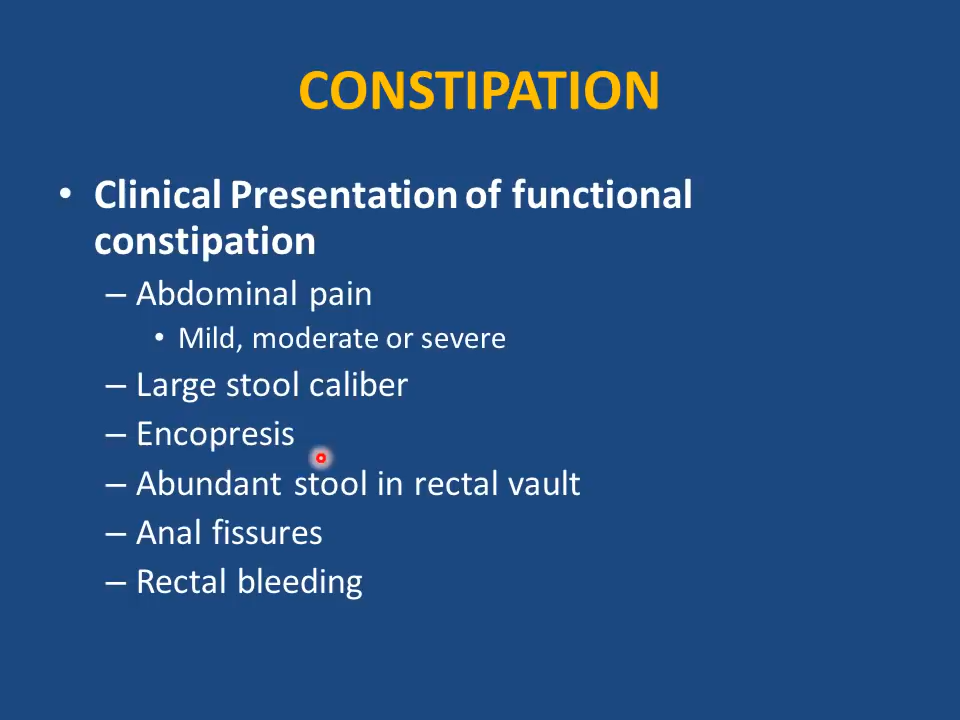 CONSTIPATION
• Clinical Presentation of functional
constipation
– Abdominal pain
• Mild, moderate or severe
– Large stool caliber
– Encopresis
– Abundant stool in rectal vault
– Anal fissures
– Rectal bleeding